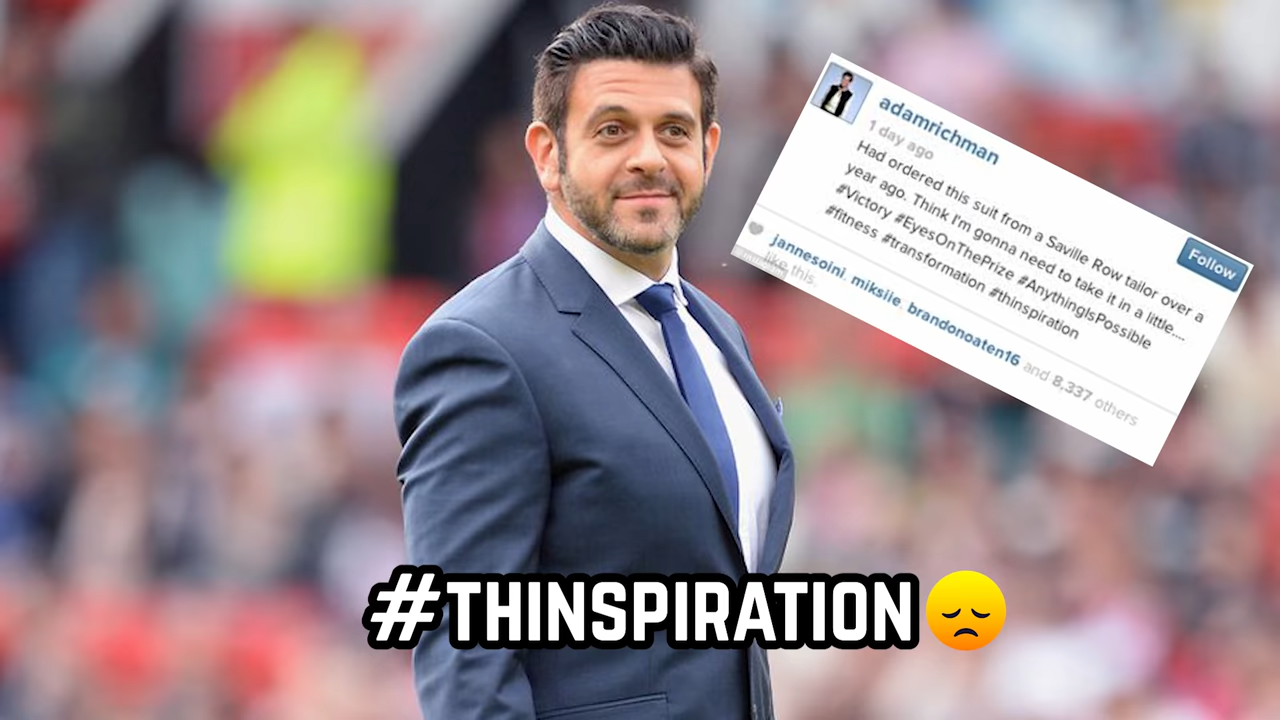 adamrichman
1 day ago
Had ordered this suit from a Saville Row tailor over a
year ago. Think I'm gonna need to take it in a little....
#Victory #EyesOnThePrize #AnythingIsPossible
#fitness #transformation #thinspiration
Follow
jannesoini, miksiie, brandonoaten16 and 8,337 others
like this.
#THINSPIRATION